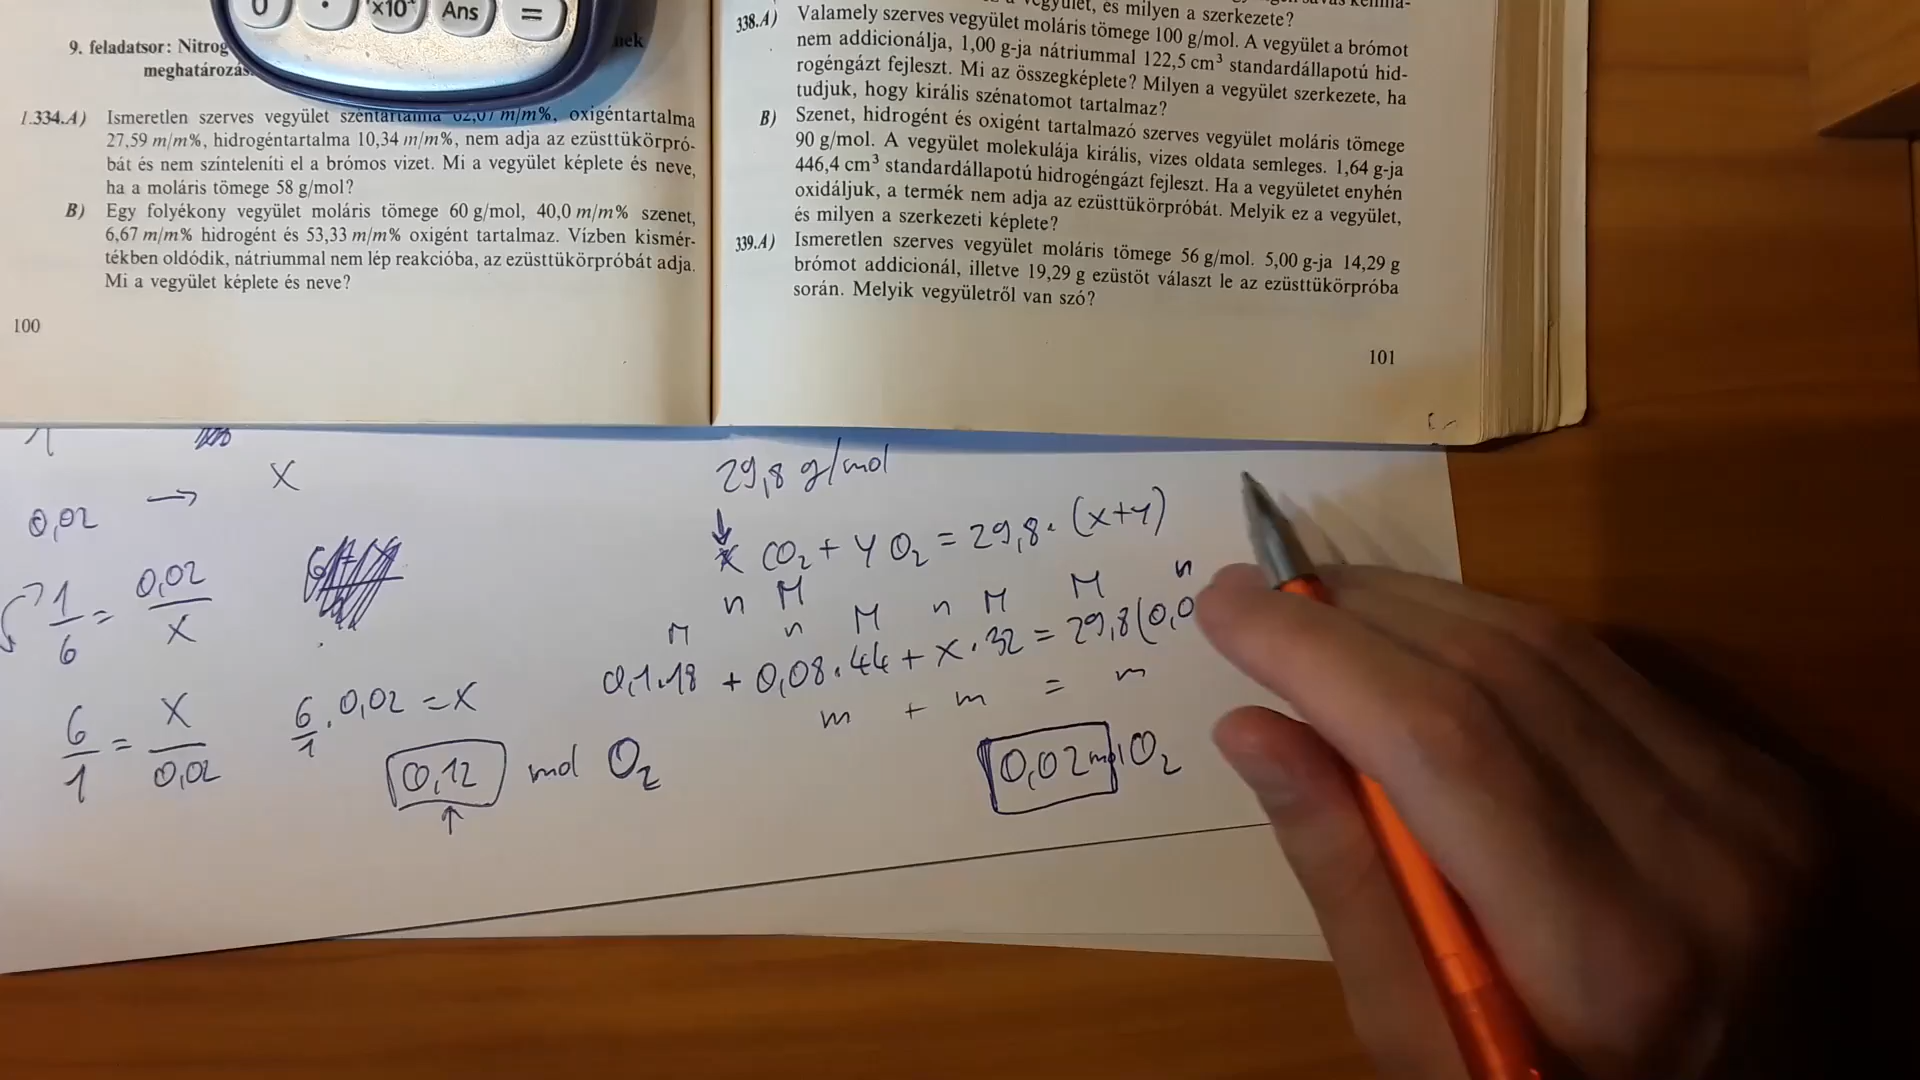 0 · ×10ˣ Ans =
9. feladatsor: Nitrog
nek
meghatározás
1.334.A) Ismeretlen szerves vegyület széntartalma 62,07 m/m%, oxigéntartalma
27,59 m/m%, hidrogéntartalma 10,34 m/m%, nem adja az ezüsttükörpró-
bát és nem színteleníti el a brómos vizet. Mi a vegyület képlete és neve,
ha a moláris tömege 58 g/mol?
B) Egy folyékony vegyület moláris tömege 60 g/mol, 40,0 m/m% szenet,
6,67 m/m% hidrogént és 53,33 m/m% oxigént tartalmaz. Vízben kismér-
tékben oldódik, nátriummal nem lép reakcióba, az ezüsttükörpróbát adja.
Mi a vegyület képlete és neve?
100
vegyület, és milyen a szerkezete?
338.A) Valamely szerves vegyület moláris tömege 100 g/mol. A vegyület a brómot
nem addicionálja, 1,00 g-ja nátriummal 122,5 cm³ standardállapotú hid-
rogéngázt fejleszt. Mi az összegképlete? Milyen a vegyület szerkezete, ha
tudjuk, hogy királis szénatomot tartalmaz?
B) Szenet, hidrogént és oxigént tartalmazó szerves vegyület moláris tömege
90 g/mol. A vegyület molekulája királis, vizes oldata semleges. 1,64 g-ja
446,4 cm³ standardállapotú hidrogéngázt fejleszt. Ha a vegyületet enyhén
oxidáljuk, a termék nem adja az ezüsttükörpróbát. Melyik ez a vegyület,
és milyen a szerkezeti képlete?
339.A) Ismeretlen szerves vegyület moláris tömege 56 g/mol. 5,00 g-ja 14,29 g
brómot addicionál, illetve 19,29 g ezüstöt választ le az ezüsttükörpróba
során. Melyik vegyületről van szó?
101
1
0,02 → x
1/6 = 0,02/x
6/1 = x/0,02
6/1 · 0,02 = x
0,12 mol O₂
↑
29,8 g/mol
↓
x CO₂ + y O₂ = 29,8 · (x+y)
n M n M M n
M n M n M
0,1·18 + 0,08·44 + x·32 = 29,8(0,0
m + m = m
0,02 mol O₂